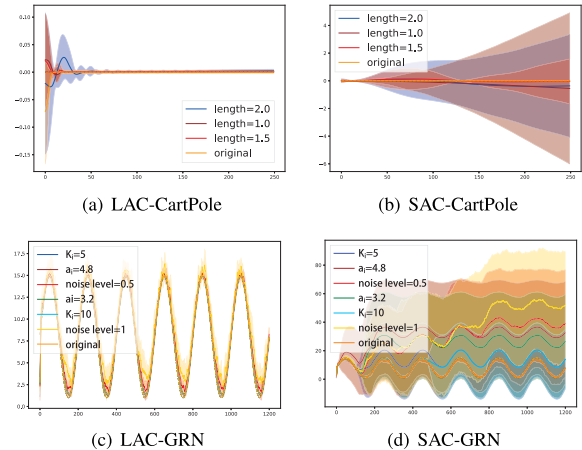 0.10
0.05
0.00
−0.05
−0.10
−0.15
0
50
100
150
200
250
length=2.0
length=1.0
length=1.5
original
(a) LAC-CartPole
4
2
0
−2
−4
−6
0
50
100
150
200
250
length=2.0
length=1.0
length=1.5
original
(b) SAC-CartPole
17.5
15.0
12.5
10.0
7.5
5.0
2.5
0.0
0
200
400
600
800
1000
1200
Ki=5
ai=4.8
noise level=0.5
ai=3.2
Ki=10
noise level=1
original
(c) LAC-GRN
80
60
40
20
0
0
200
400
600
800
1000
1200
Ki=5
ai=4.8
noise level=0.5
ai=3.2
Ki=10
noise level=1
original
(d) SAC-GRN